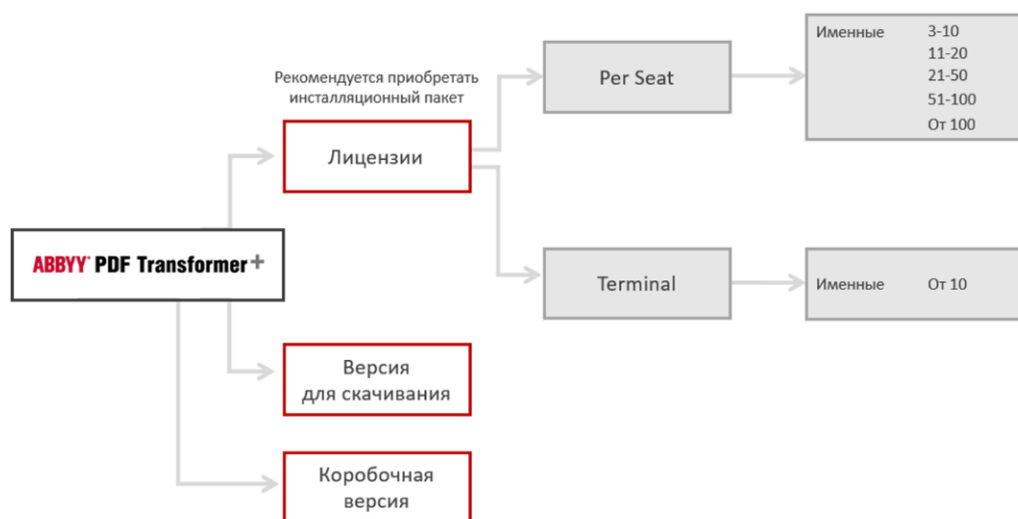 Рекомендуется приобретать
инсталляционный пакет
Лицензии
Per Seat
Именные 3-10
11-20
21-50
51-100
От 100
ABBYY® PDF Transformer+
Terminal
Именные От 10
Версия
для скачивания
Коробочная
версия